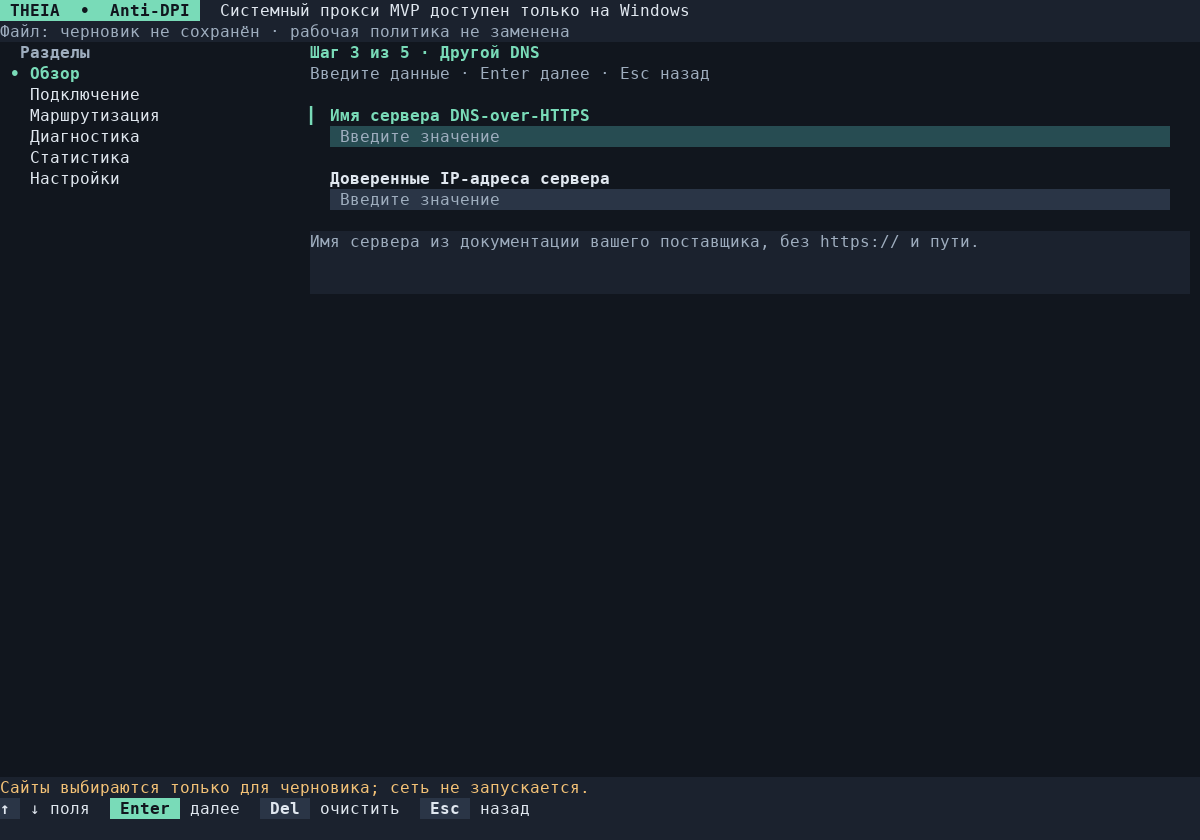 THEIA • Anti-DPI Системный прокси MVP доступен только на Windows
Файл: черновик не сохранён · рабочая политика не заменена
Разделы
• Обзор
Подключение
Маршрутизация
Диагностика
Статистика
Настройки
Шаг 3 из 5 · Другой DNS
Введите данные · Enter далее · Esc назад
Имя сервера DNS-over-HTTPS
Введите значение
Доверенные IP-адреса сервера
Введите значение
Имя сервера из документации вашего поставщика, без https:// и пути.
Сайты выбираются только для черновика; сеть не запускается.
↑ ↓ поля Enter далее Del очистить Esc назад